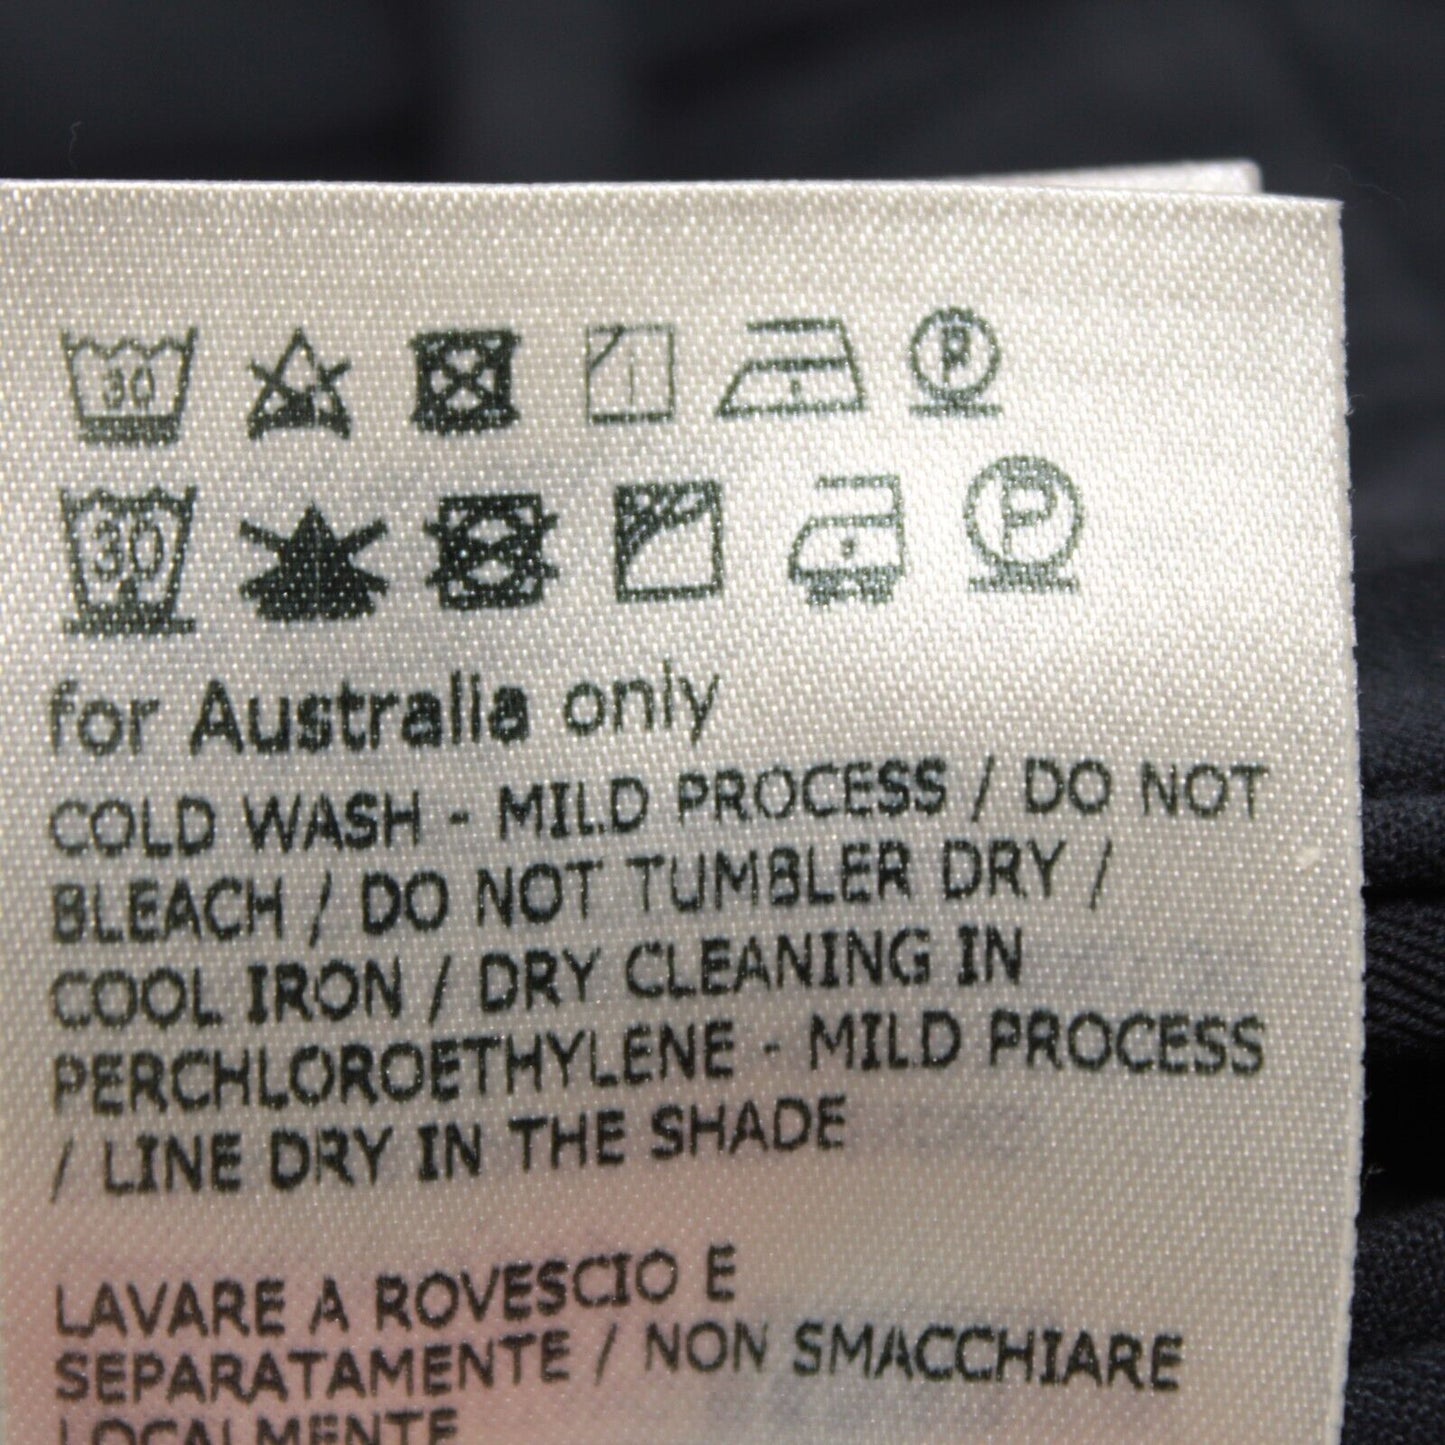 30 P
30 P
for Australia only
COLD WASH - MILD PROCESS / DO NOT
BLEACH / DO NOT TUMBLER DRY /
COOL IRON / DRY CLEANING IN
PERCHLOROETHYLENE - MILD PROCESS
/ LINE DRY IN THE SHADE
LAVARE A ROVESCIO E
SEPARATAMENTE / NON SMACCHIARE
LOCALMENTE